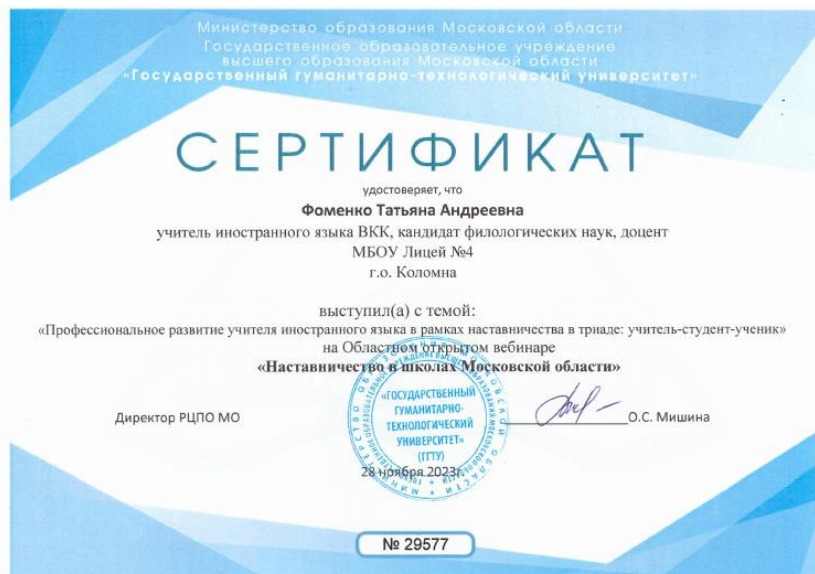 Министерство образования Московской области
Государственное образовательное учреждение
высшего образования Московской области
«Государственный гуманитарно-технологический университет»
СЕРТИФИКАТ
удостоверяет, что
Фоменко Татьяна Андреевна
учитель иностранного языка ВКК, кандидат филологических наук, доцент
МБОУ Лицей №4
г.о. Коломна
выступил(а) с темой:
«Профессиональное развитие учителя иностранного языка в рамках наставничества в триаде: учитель-студент-ученик»
на Областном открытом вебинаре
«Наставничество в школах Московской области»
Директор РЦПО МО
О.С. Мишина
«ГОСУДАРСТВЕННЫЙ
ГУМАНИТАРНО-
ТЕХНОЛОГИЧЕСКИЙ
УНИВЕРСИТЕТ»
(ГГТУ)
28 ноября 2023г.
№ 29577